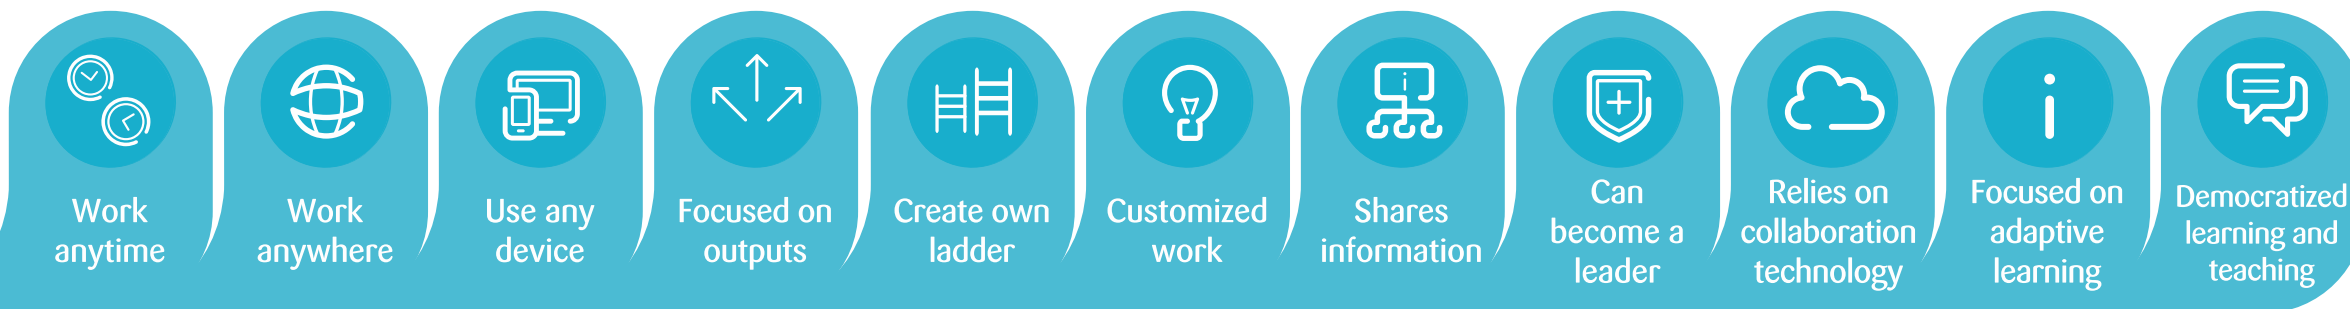 Work
anytime
Work
anywhere
Use any
device
Focused on
outputs
Create own
ladder
Customized
work
Shares
information
Can
become a
leader
Relies on
collaboration
technology
Focused on
adaptive
learning
Democratized
learning and
teaching